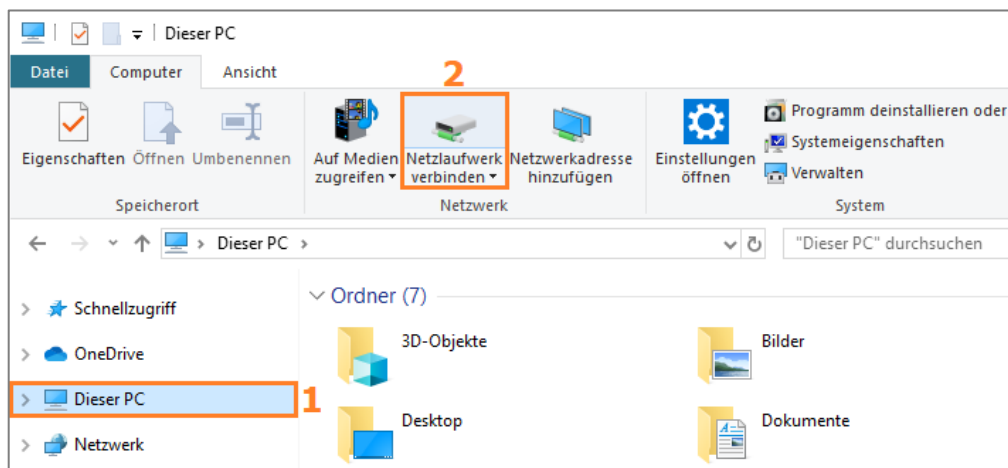 Dieser PC
Datei Computer Ansicht
2
Eigenschaften Öffnen Umbenennen
Auf Medien zugreifen
Netzlaufwerk verbinden
Netzwerkadresse hinzufügen
Einstellungen öffnen
Programm deinstallieren oder
Systemeigenschaften
Verwalten
Speicherort Netzwerk System
Dieser PC
"Dieser PC" durchsuchen
Schnellzugriff
OneDrive
Dieser PC 1
Netzwerk
Ordner (7)
3D-Objekte
Bilder
Desktop
Dokumente